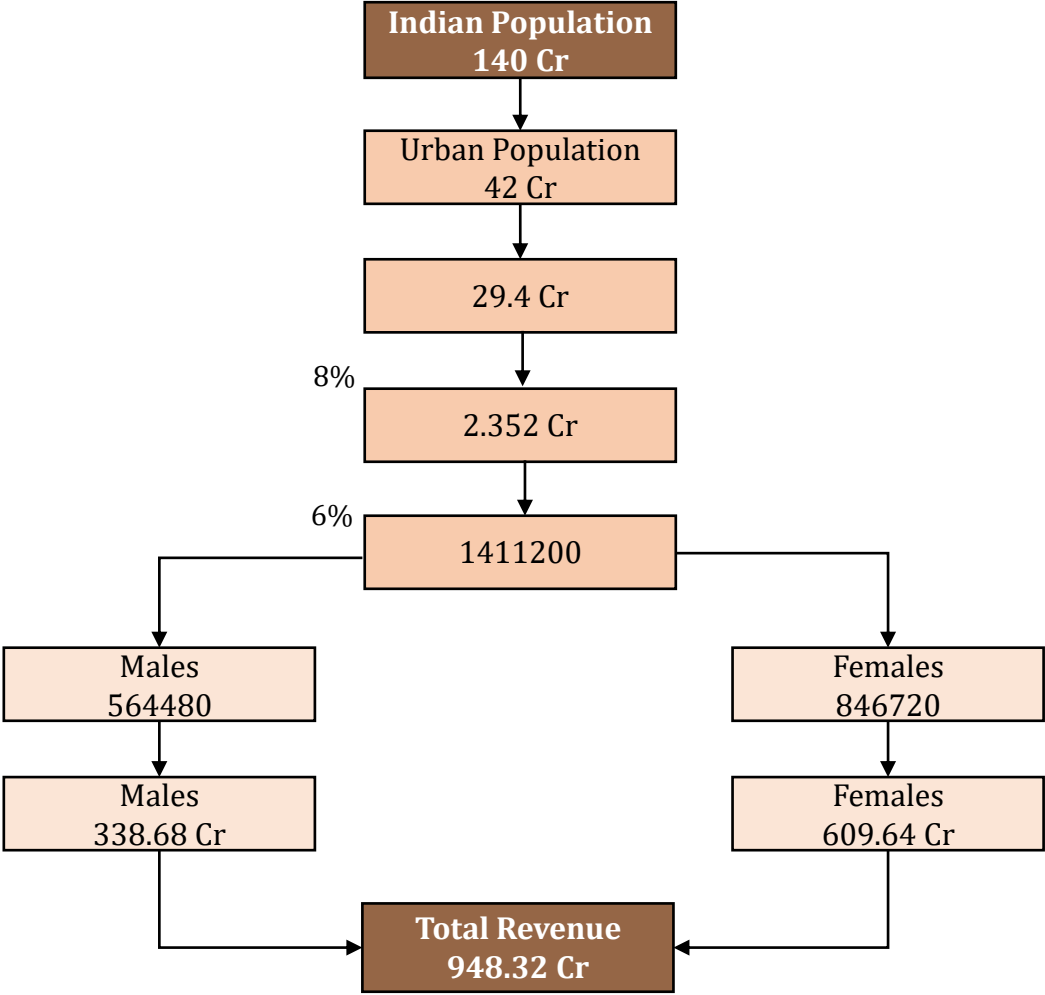 Indian Population
140 Cr
Urban Population
42 Cr
29.4 Cr
8%
2.352 Cr
6%
1411200
Males
564480
Females
846720
Males
338.68 Cr
Females
609.64 Cr
Total Revenue
948.32 Cr